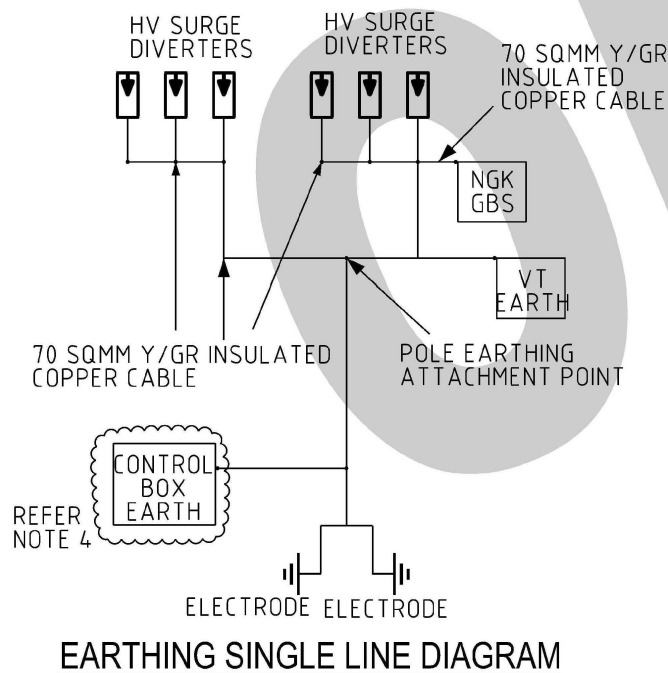 HV SURGE
DIVERTERS
HV SURGE
DIVERTERS
70 SQMM Y/GR
INSULATED
COPPER CABLE
NGK
GBS
VT
EARTH
70 SQMM Y/GR INSULATED
COPPER CABLE
POLE EARTHING
ATTACHMENT POINT
CONTROL
BOX
EARTH
REFER
NOTE 4
ELECTRODE
ELECTRODE
EARTHING SINGLE LINE DIAGRAM